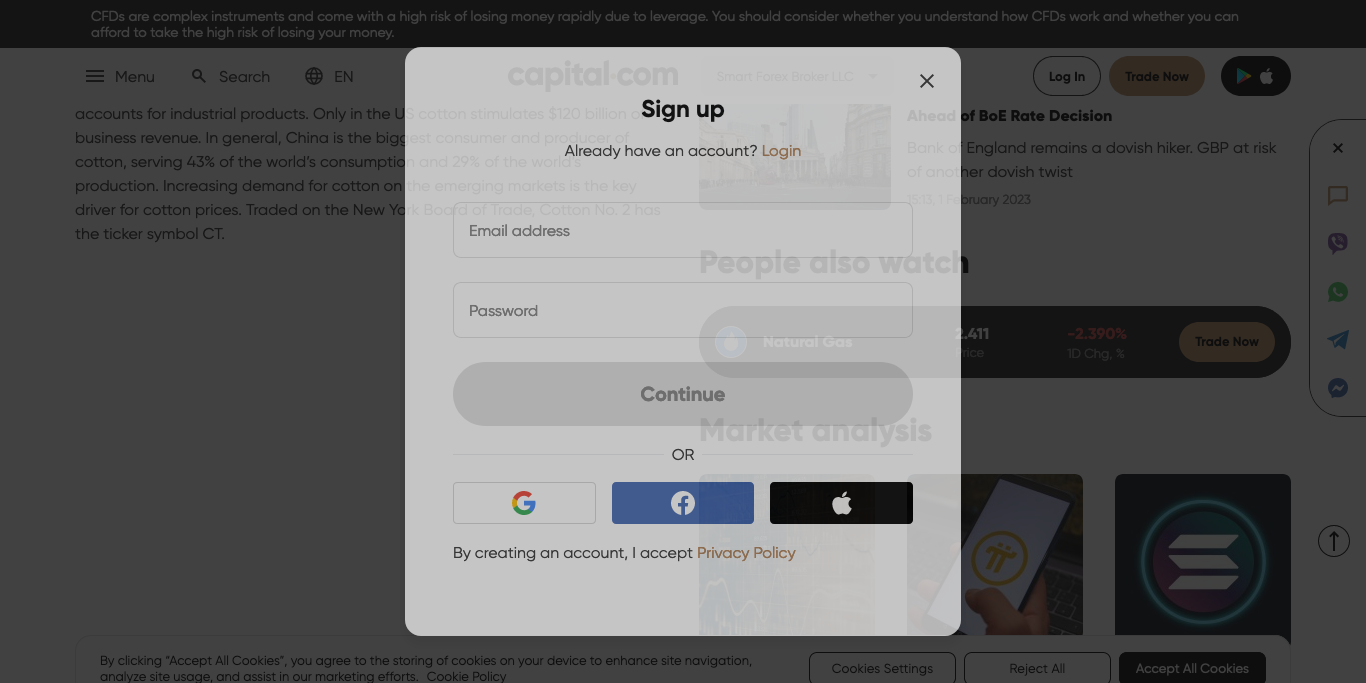 CFDs are complex instruments and come with a high risk of losing money rapidly due to leverage. You should consider whether you understand how CFDs work and whether you can
afford to take the high risk of losing your money.
Menu
Search
EN
capital.com
Smart Forex Broker LLC
Log In
Trade Now
Sign up
Already have an account? Login
Email address
Password
Continue
OR
By creating an account, I accept Privacy Policy
accounts for industrial products. Only in the US cotton stimulates $120 billion
business revenue. In general, China is the biggest consumer and producer of
cotton, serving 43% of the world's consumption and 29% of the world's
production. Increasing demand for cotton on the emerging markets is the key
driver for cotton prices. Traded on the New York Board of Trade, Cotton No. 2 has
the ticker symbol CT.
Ahead of BoE Rate Decision
Bank of England remains a dovish hiker. GBP at risk
of another dovish twist
15:13, 1 February 2023
People also watch
Natural Gas
2.411
Price
-2.390%
1D Chg, %
Trade Now
Market analysis
By clicking "Accept All Cookies", you agree to the storing of cookies on your device to enhance site navigation,
analyze site usage, and assist in our marketing efforts. Cookie Policy
Cookies Settings
Reject All
Accept All Cookies